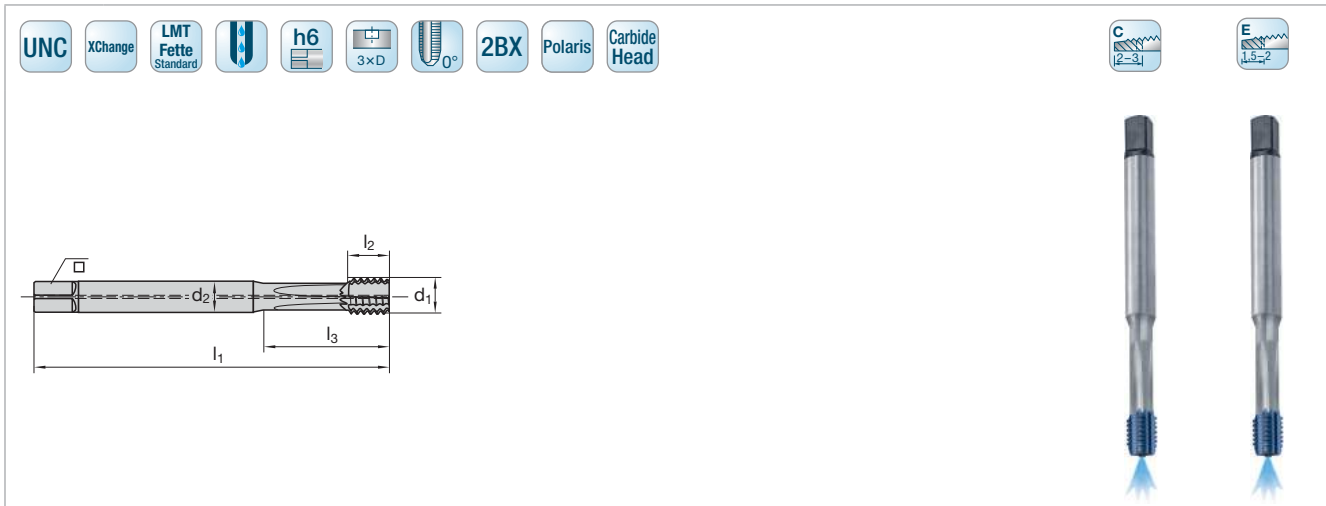 UNC
XChange
LMT
Fette
Standard
h6
3×D
0°
2BX
Polaris
Carbide
Head
C
2–3
E
1,5–2
l2
d2
d1
l3
l1